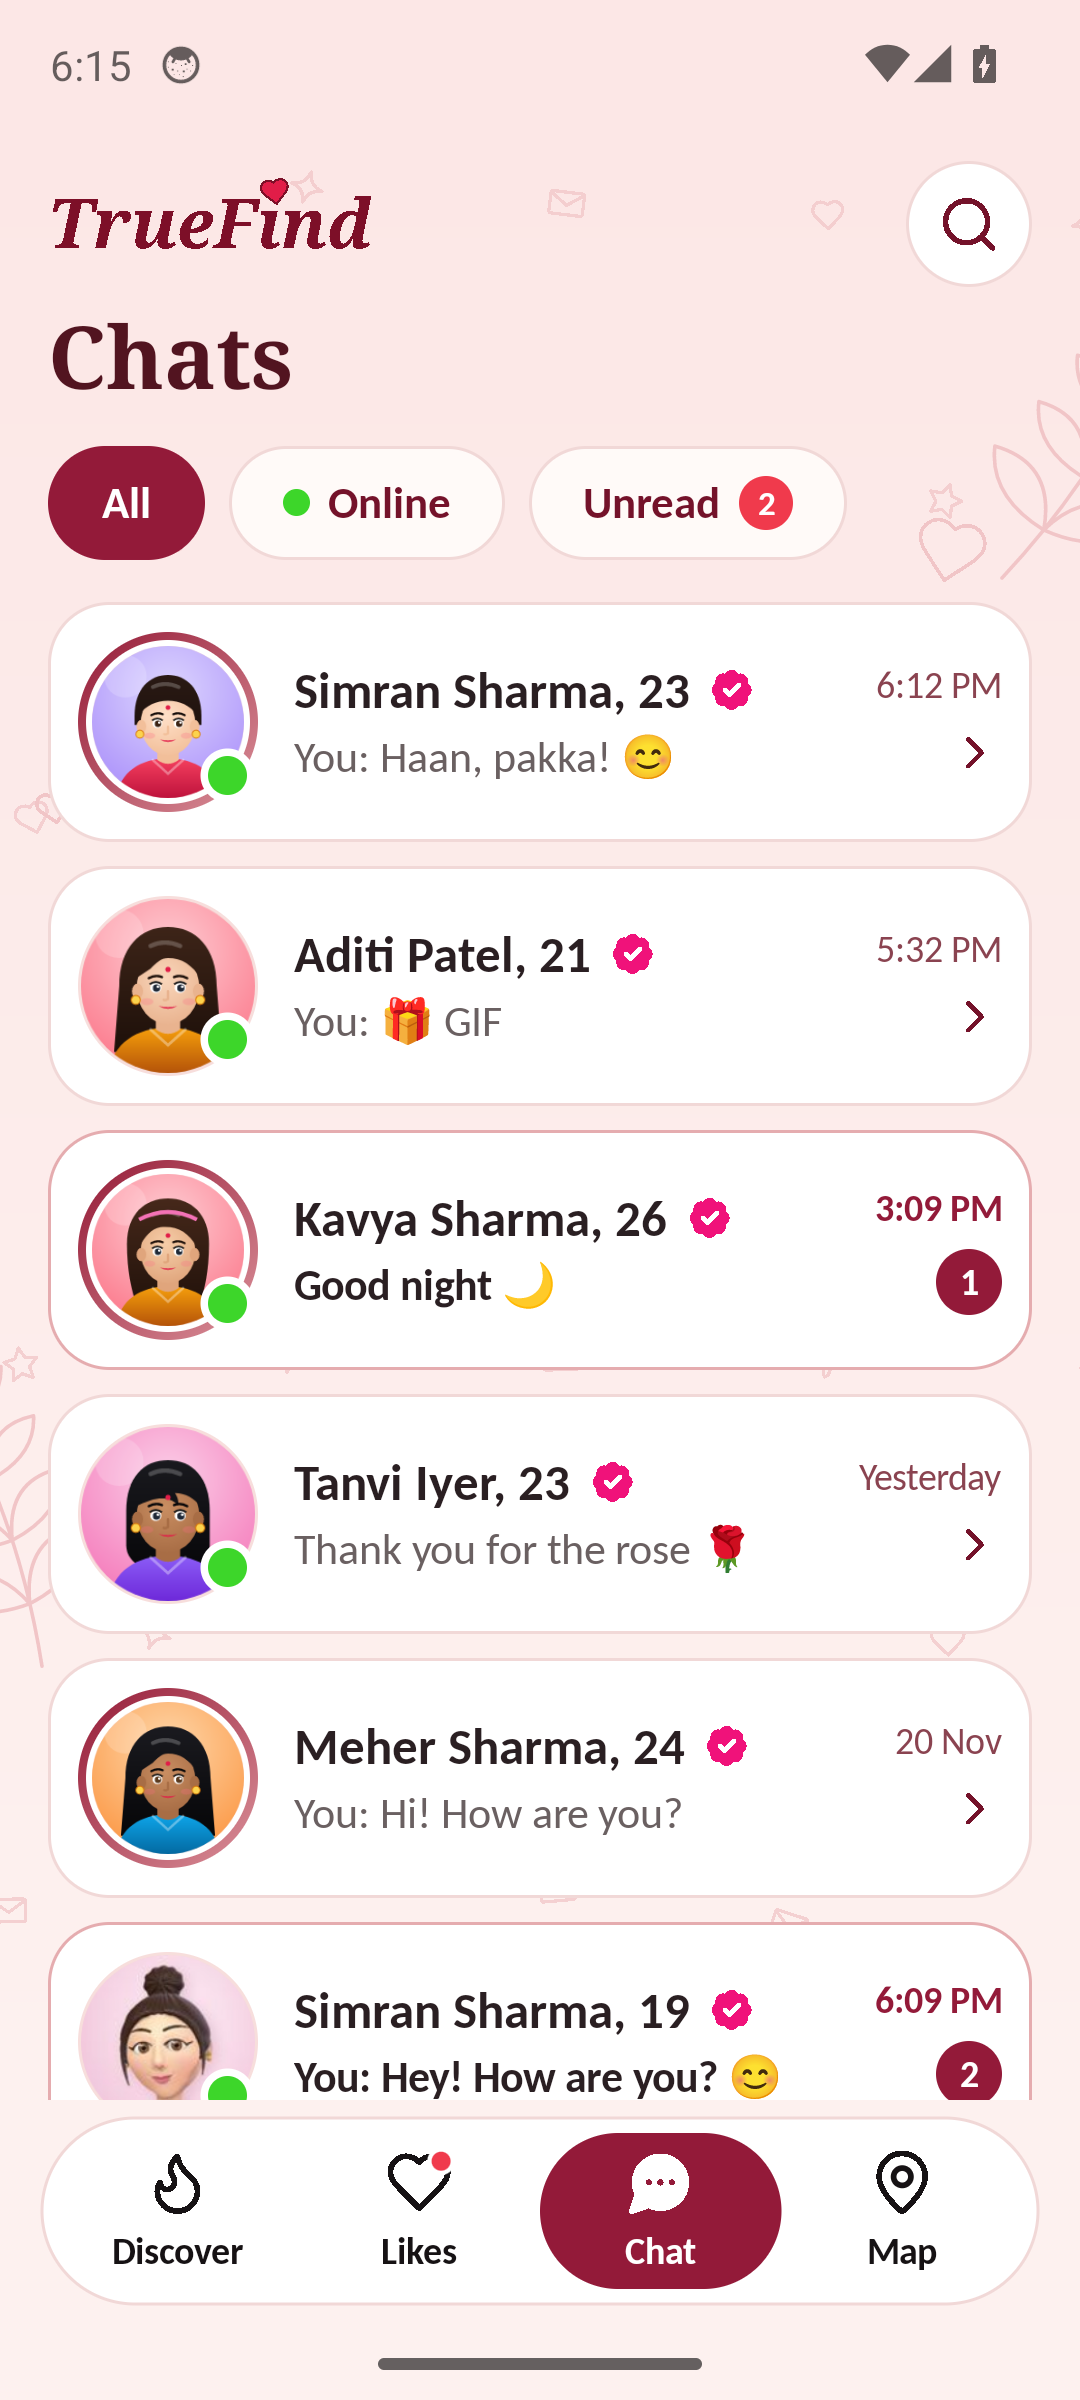 6:15
TrueFind
Chats
All
Online
Unread 2
Simran Sharma, 23
6:12 PM
You: Haan, pakka! 😊
Aditi Patel, 21
5:32 PM
You: 🎁 GIF
Kavya Sharma, 26
3:09 PM
Good night 🌙
1
Tanvi Iyer, 23
Yesterday
Thank you for the rose 🌹
Meher Sharma, 24
20 Nov
You: Hi! How are you?
Simran Sharma, 19
6:09 PM
You: Hey! How are you? 😊
2
Discover
Likes
Chat
Map